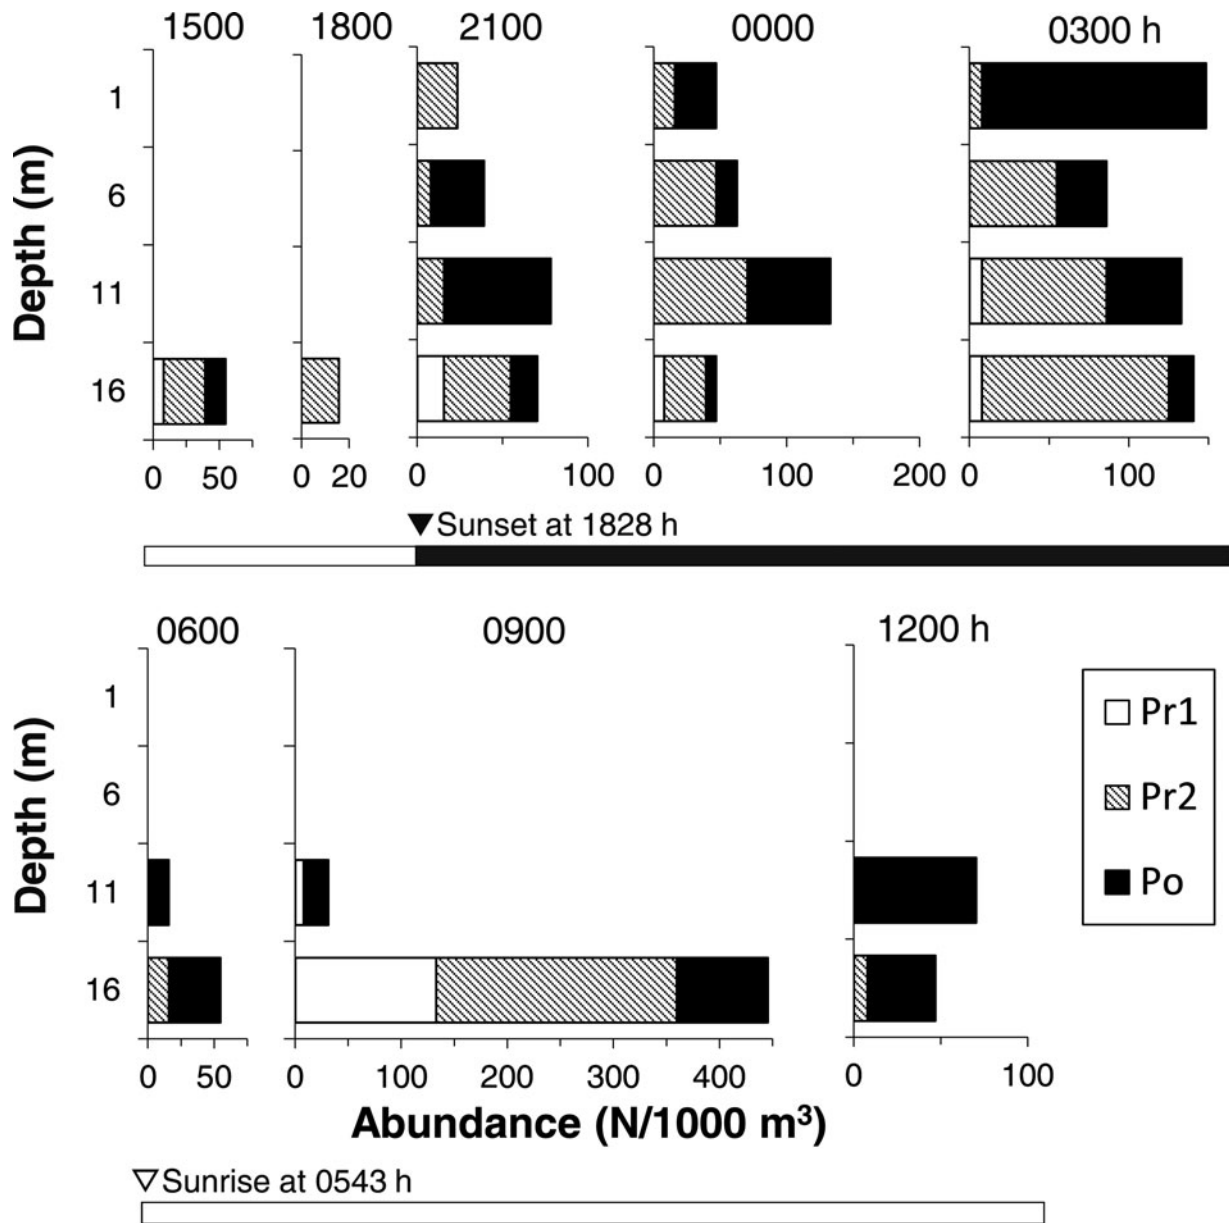 1500 1800 2100 0000 0300 h
Depth (m)
1
6
11
16
0 50 0 20 0 100 0 100 200 0 100
▼Sunset at 1828 h
0600 0900 1200 h
Depth (m)
1
6
11
16
Pr1
Pr2
Po
0 50 0 100 200 300 400 0 100
Abundance (N/1000 m³)
▽Sunrise at 0543 h